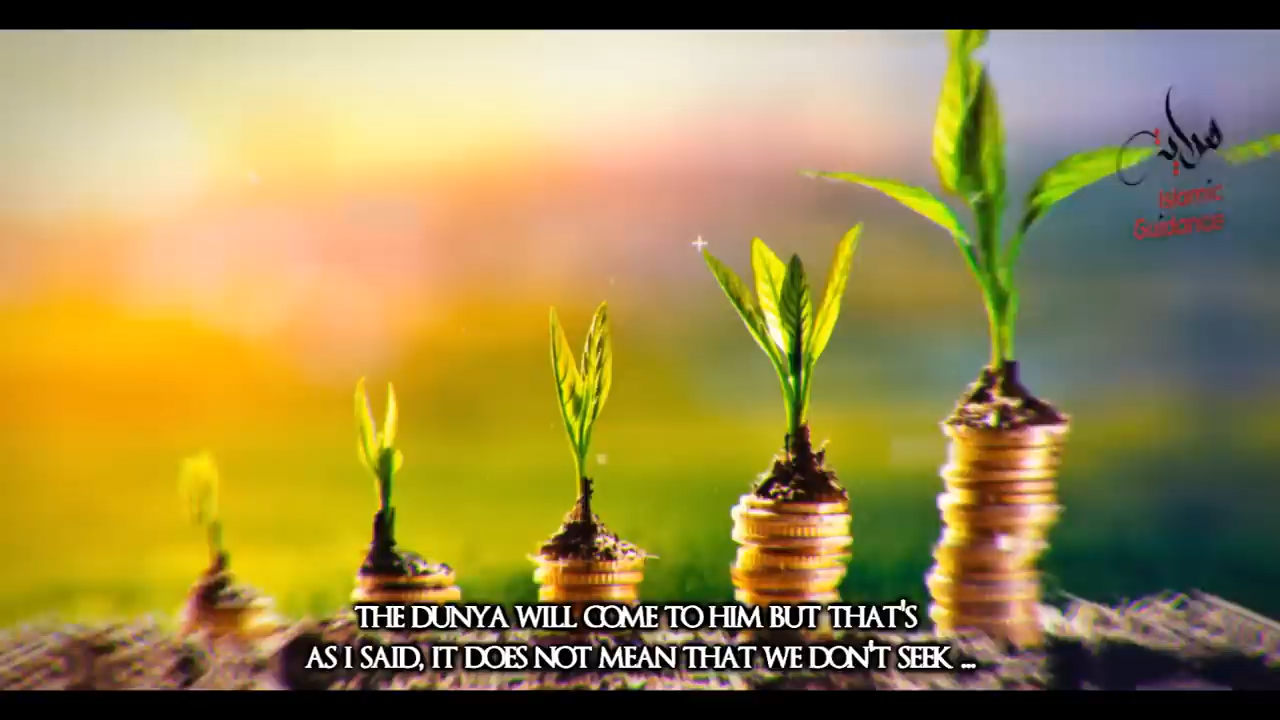 هداية
Islamic
Guidance
THE DUNYA WILL COME TO HIM BUT THAT'S
AS I SAID, IT DOES NOT MEAN THAT WE DON'T SEEK ...